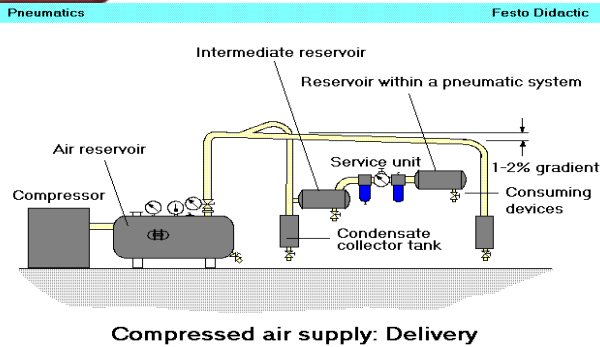 Pneumatics
Festo Didactic
Intermediate reservoir
Reservoir within a pneumatic system
Air reservoir
Service unit
1-2% gradient
Compressor
Consuming
devices
Condensate
collector tank
Compressed air supply: Delivery